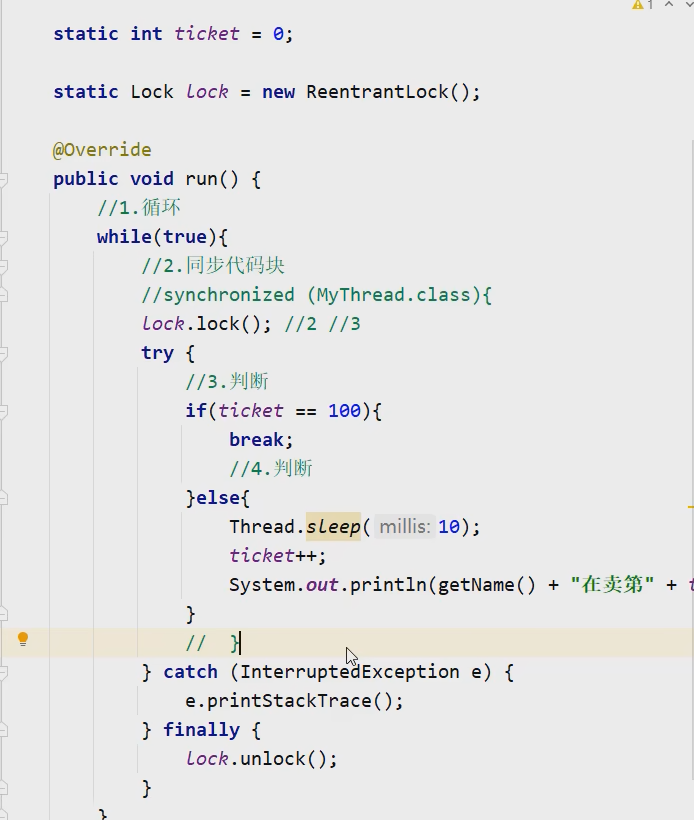 1
static int ticket = 0;
static Lock lock = new ReentrantLock();
@Override
public void run() {
//1.循环
while(true){
//2.同步代码块
//synchronized (MyThread.class){
lock.lock(); //2 //3
try {
//3.判断
if(ticket == 100){
break;
//4.判断
}else{
Thread.sleep( millis: 10);
ticket++;
System.out.println(getName() + "在卖第" + t
}
//  }
} catch (InterruptedException e) {
e.printStackTrace();
} finally {
lock.unlock();
}
}